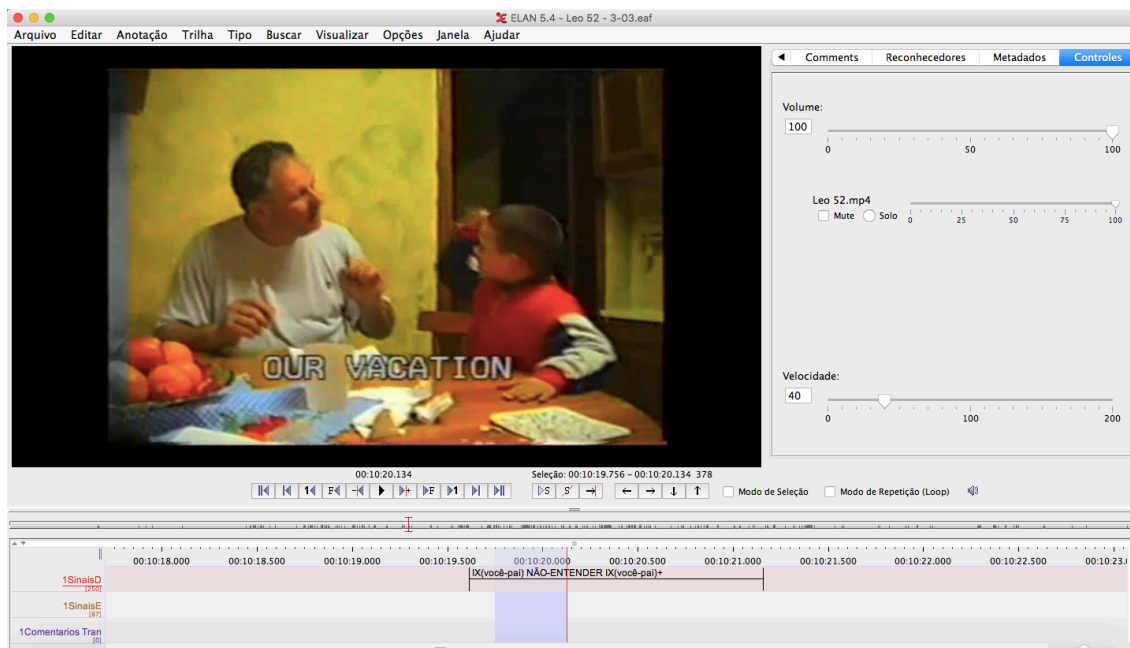 ELAN 5.4 - Leo 52 - 3-03.eaf
Arquivo Editar Anotação Trilha Tipo Buscar Visualizar Opções Janela Ajudar
Comments Reconhecedores Metadados Controles
Volume:
100
0 50 100
Leo 52.mp4
Mute Solo
0 25 50 75 100
OUR VACATION
Velocidade:
40
0 100 200
00:10:20.134 Seleção: 00:10:19.756 - 00:10:20.134 378
1 F - + F 1 S S Modo de Seleção Modo de Repetição (Loop)
00:10:18.000 00:10:18.500 00:10:19.000 00:10:19.500 00:10:20.000 00:10:20.500 00:10:21.000 00:10:21.500 00:10:22.000 00:10:22.500 00:10:23.
IX(você-pai) NÃO-ENTENDER IX(você-pai)+
1SinaisD
[250]
1SinaisE
[87]
1Comentarios Tran
[0]